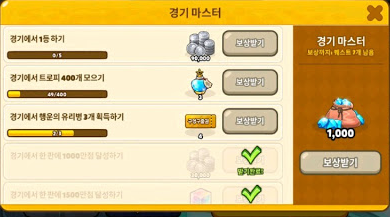 경기 마스터
경기에서 1등 하기
0/5
90,000
보상받기
경기에서 트로피 400개 모으기
49/400
3
보상받기
경기에서 행운의 유리병 3개 획득하기
2/3
4
보상받기
경기에서 한 판에 1000만점 달성하기
받기완료!
경기에서 한 판에 1500만점 달성하기
경기 마스터
보상까지 퀘스트 7개 남음
1,000
보상받기